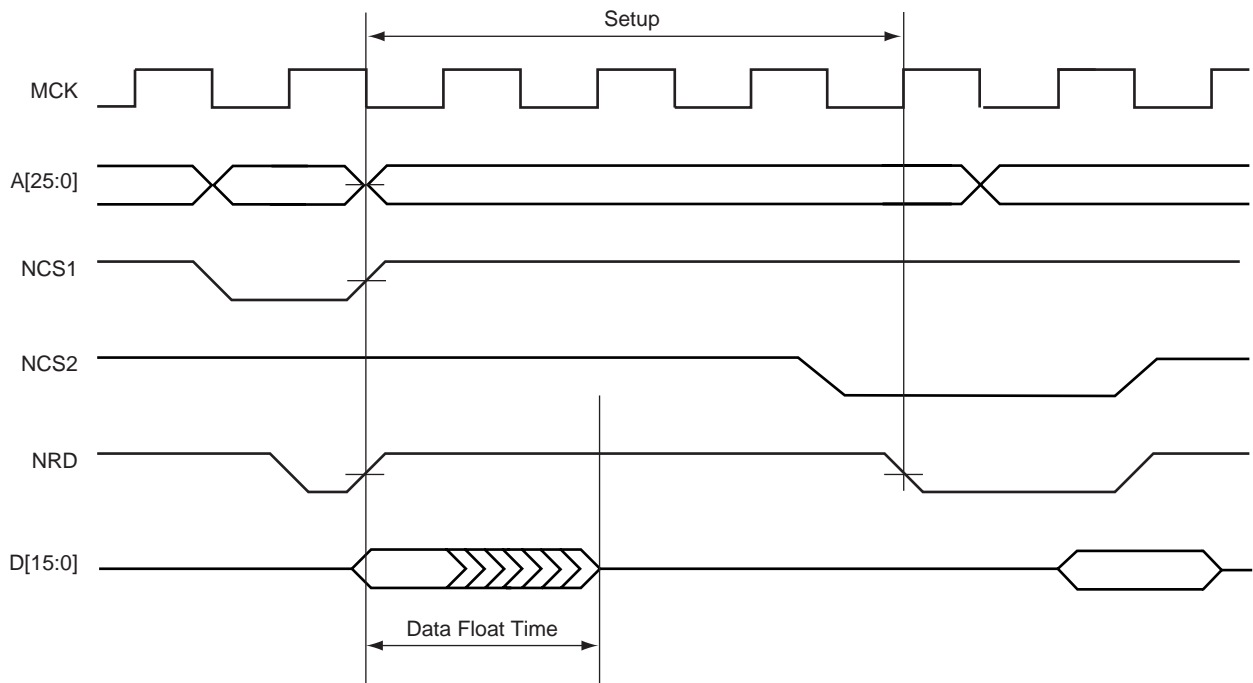 Setup
MCK
A[25:0]
NCS1
NCS2
NRD
D[15:0]
Data Float Time